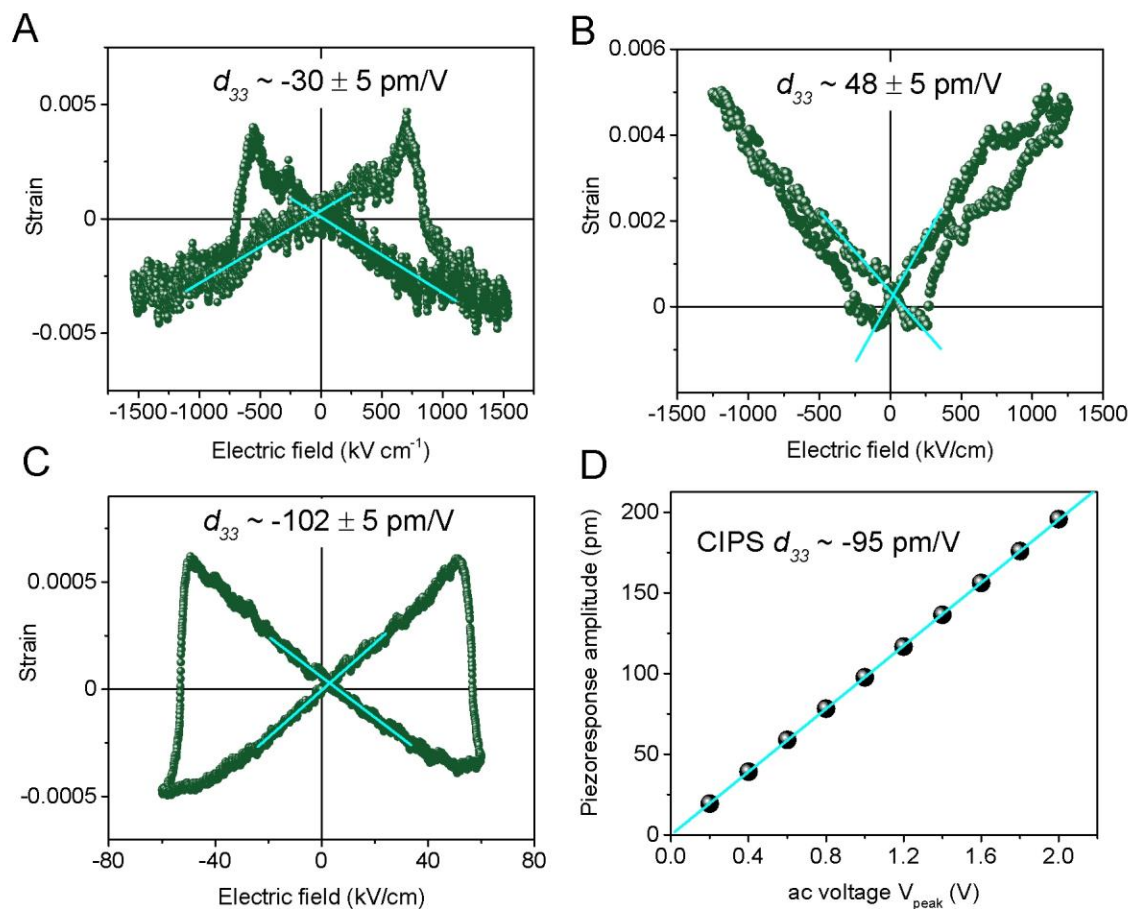 A
d33 ~ -30 ± 5 pm/V
0.005
0
-0.005
Strain
-1500 -1000 -500 0 500 1000 1500
Electric field (kV cm-1)
B
d33 ~ 48 ± 5 pm/V
0.006
0.004
0.002
0
Strain
-1500 -1000 -500 0 500 1000 1500
Electric field (kV/cm)
C
d33 ~ -102 ± 5 pm/V
0.0005
0
-0.0005
Strain
-80 -40 0 40 80
Electric field (kV/cm)
D
CIPS d33 ~ -95 pm/V
200
150
100
50
0
Piezoresponse amplitude (pm)
0.0 0.4 0.8 1.2 1.6 2.0
ac voltage Vpeak (V)